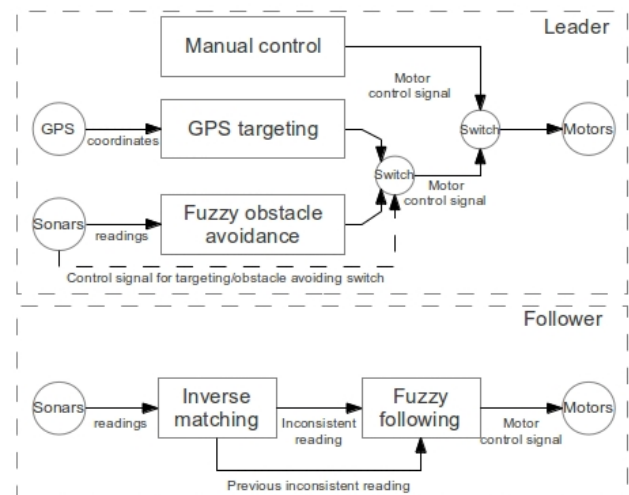 Leader
Manual control
Motor
control signal
GPS
coordinates
GPS targeting
Switch
Motors
Switch
Motor
control signal
Sonars
readings
Fuzzy obstacle
avoidance
Control signal for targeting/obstacle avoiding switch
Follower
Sonars
readings
Inverse
matching
Inconsistent
reading
Fuzzy
following
Motor
control signal
Motors
Previous inconsistent reading